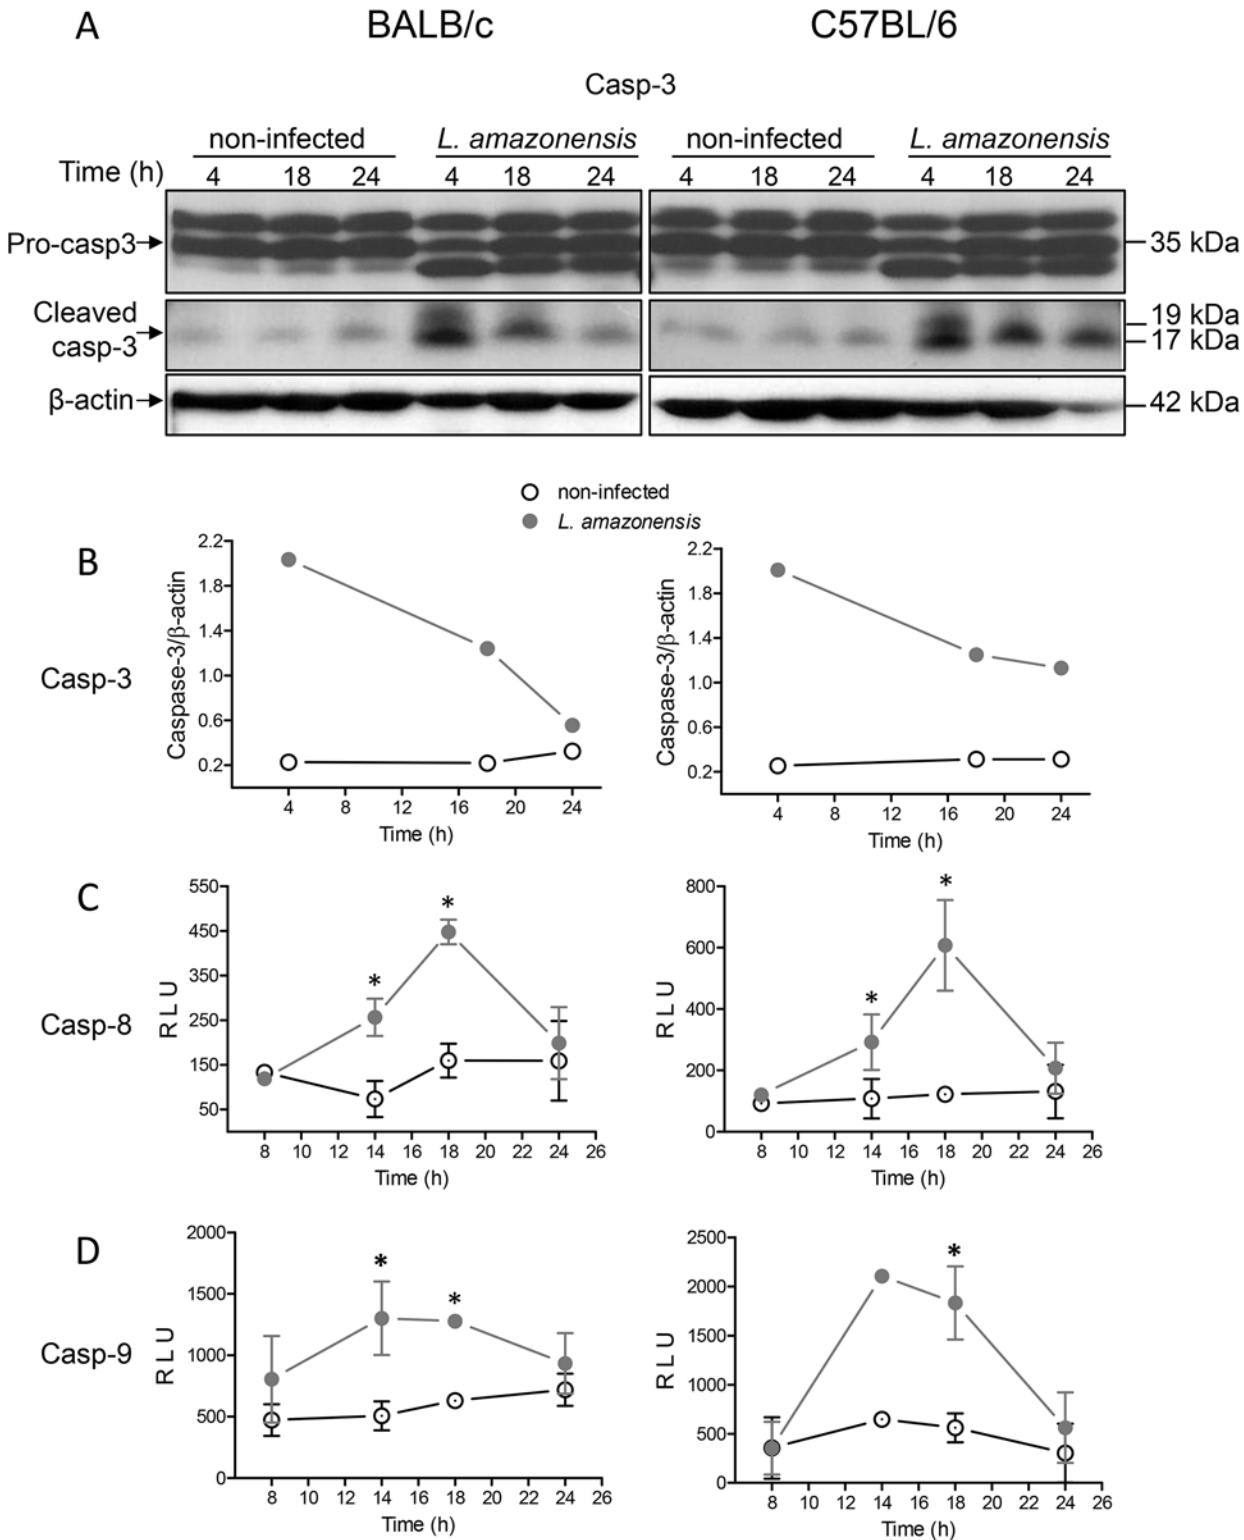 A BALB/c C57BL/6
Casp-3
non-infected L. amazonensis non-infected L. amazonensis
Time (h) 4 18 24 4 18 24 4 18 24 4 18 24
Pro-casp3 35 kDa
Cleaved 19 kDa
casp-3 17 kDa
β-actin 42 kDa
non-infected
L. amazonensis
B
Casp-3
Caspase-3/β-actin
2.2
1.8
1.4
1.0
0.6
0.2
4 8 12 16 20 24
Time (h)
Caspase-3/β-actin
2.2
1.8
1.4
1.0
0.6
0.2
4 8 12 16 20 24
Time (h)
C
Casp-8
R L U
550
450
350
250
150
50
* *
8 10 12 14 16 18 20 22 24 26
Time (h)
R L U
800
600
400
200
0
* *
8 10 12 14 16 18 20 22 24 26
Time (h)
D
Casp-9
R L U
2000
1500
1000
500
0
* *
8 10 12 14 16 18 20 22 24 26
Time (h)
R L U
2500
2000
1500
1000
500
0
*
8 10 12 14 16 18 20 22 24 26
Time (h)